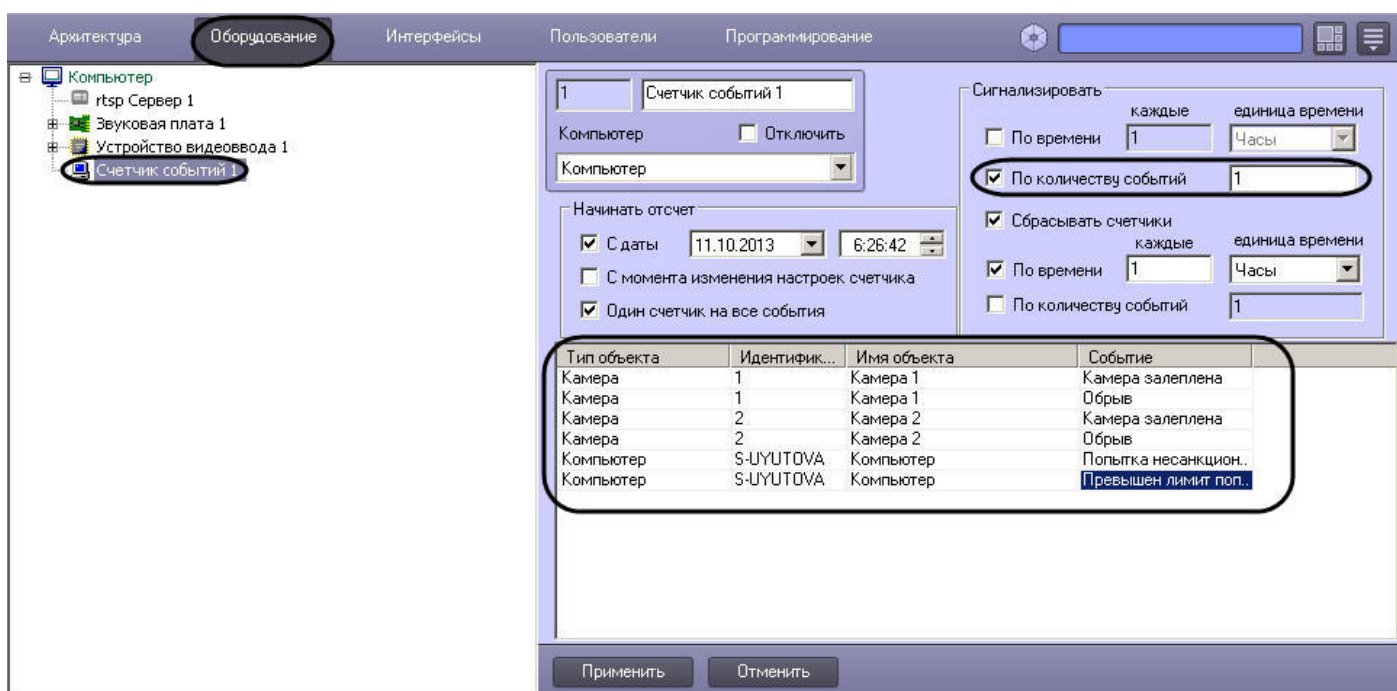 Архитектура Оборудование Интерфейсы Пользователи Программирование
Компьютер
rtsp Сервер 1
Звуковая плата 1
Устройство видеоввода 1
Счетчик событий 1
1 Счетчик событий 1
Компьютер Отключить
Компьютер
Начинать отсчет
С даты 11.10.2013 6:26:42
С момента изменения настроек счетчика
Один счетчик на все события
Сигнализировать
каждые единица времени
По времени 1 Часы
По количеству событий 1
Сбрасывать счетчики
каждые единица времени
По времени 1 Часы
По количеству событий 1
Тип объекта Идентифик... Имя объекта Событие
Камера 1 Камера 1 Камера залеплена
Камера 1 Камера 1 Обрыв
Камера 2 Камера 2 Камера залеплена
Камера 2 Камера 2 Обрыв
Компьютер S-UYUTOVA Компьютер Попытка несанкцион..
Компьютер S-UYUTOVA Компьютер Превышен лимит поп..
Применить Отменить